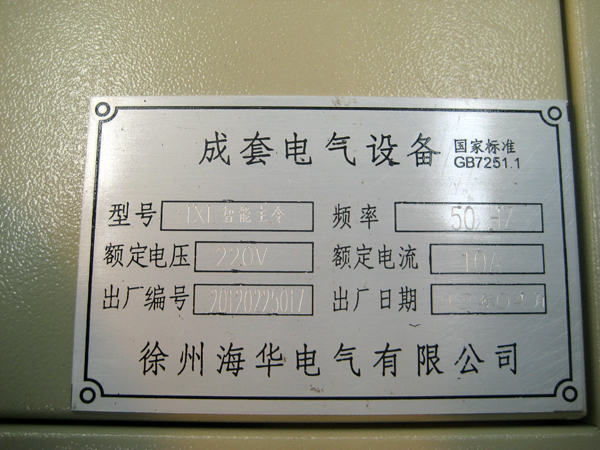 成套电气设备 国家标准 GB7251.1
型号 智能主令 频率 50 HZ
额定电压 220V 额定电流 10A
出厂编号 20120225017 出厂日期
徐州海华电气有限公司